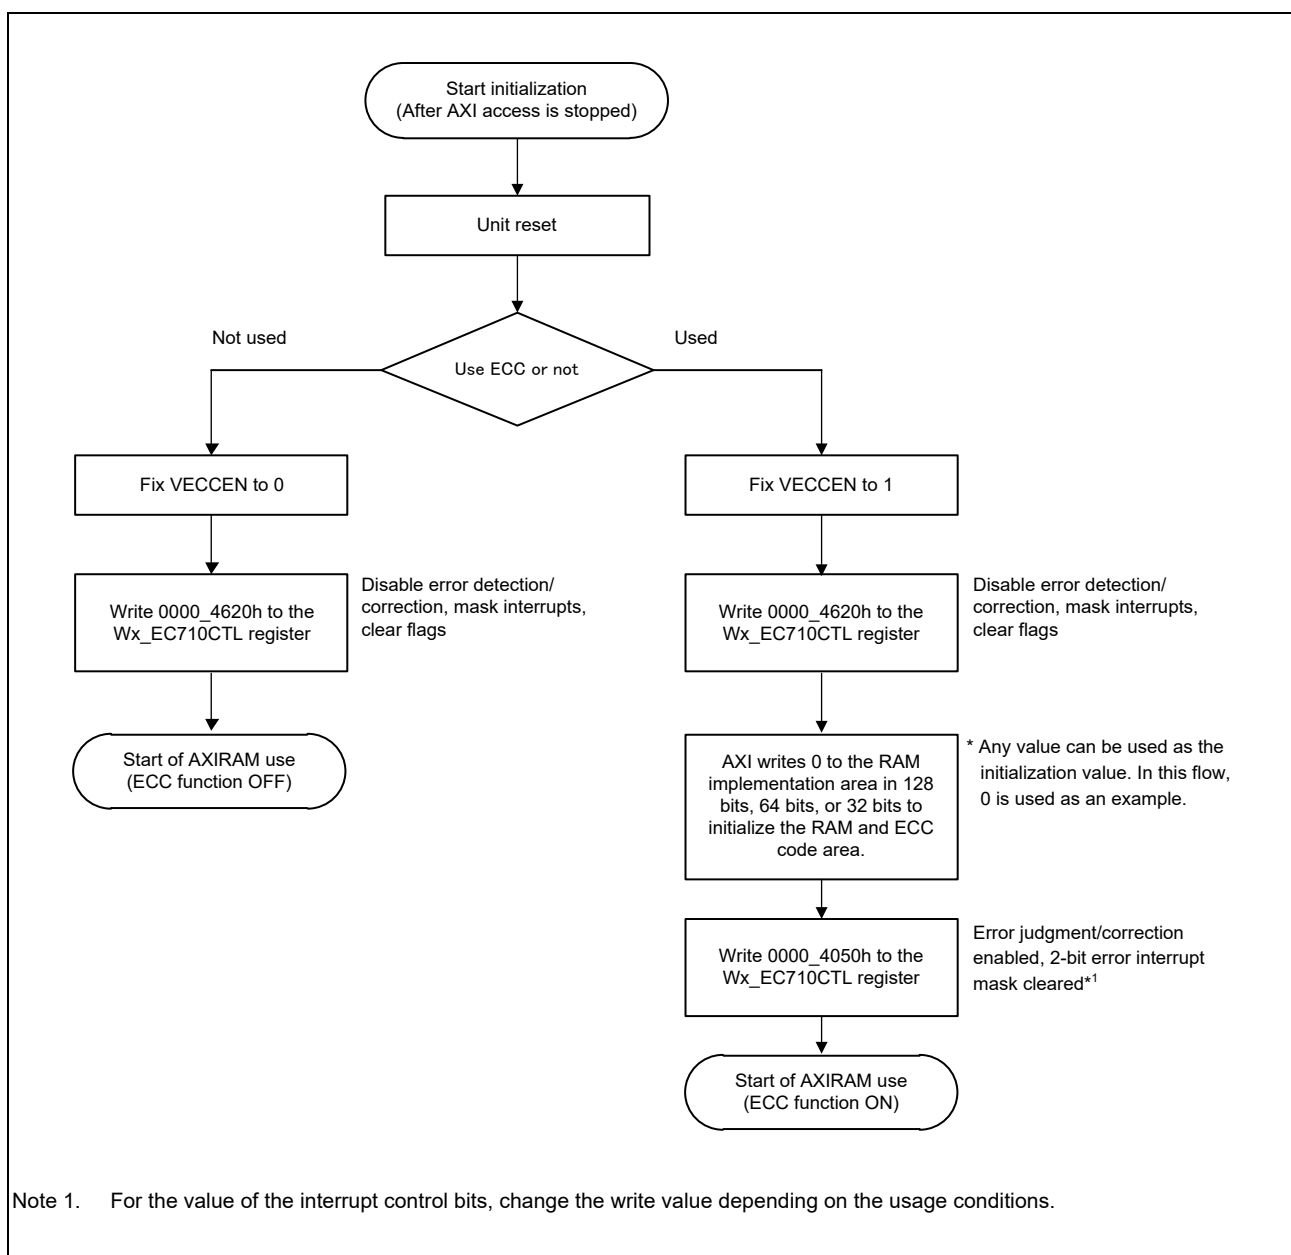 Start initialization
(After AXI access is stopped)
Unit reset
Not used
Used
Use ECC or not
Fix VECCEN to 0
Fix VECCEN to 1
Write 0000_4620h to the
Wx_EC710CTL register
Disable error detection/
correction, mask interrupts,
clear flags
Write 0000_4620h to the
Wx_EC710CTL register
Disable error detection/
correction, mask interrupts,
clear flags
Start of AXIRAM use
(ECC function OFF)
AXI writes 0 to the RAM
implementation area in 128
bits, 64 bits, or 32 bits to
initialize the RAM and ECC
code area.
* Any value can be used as the
initialization value. In this flow,
0 is used as an example.
Write 0000_4050h to the
Wx_EC710CTL register
Error judgment/correction
enabled, 2-bit error interrupt
mask cleared*1
Start of AXIRAM use
(ECC function ON)
Note 1. For the value of the interrupt control bits, change the write value depending on the usage conditions.